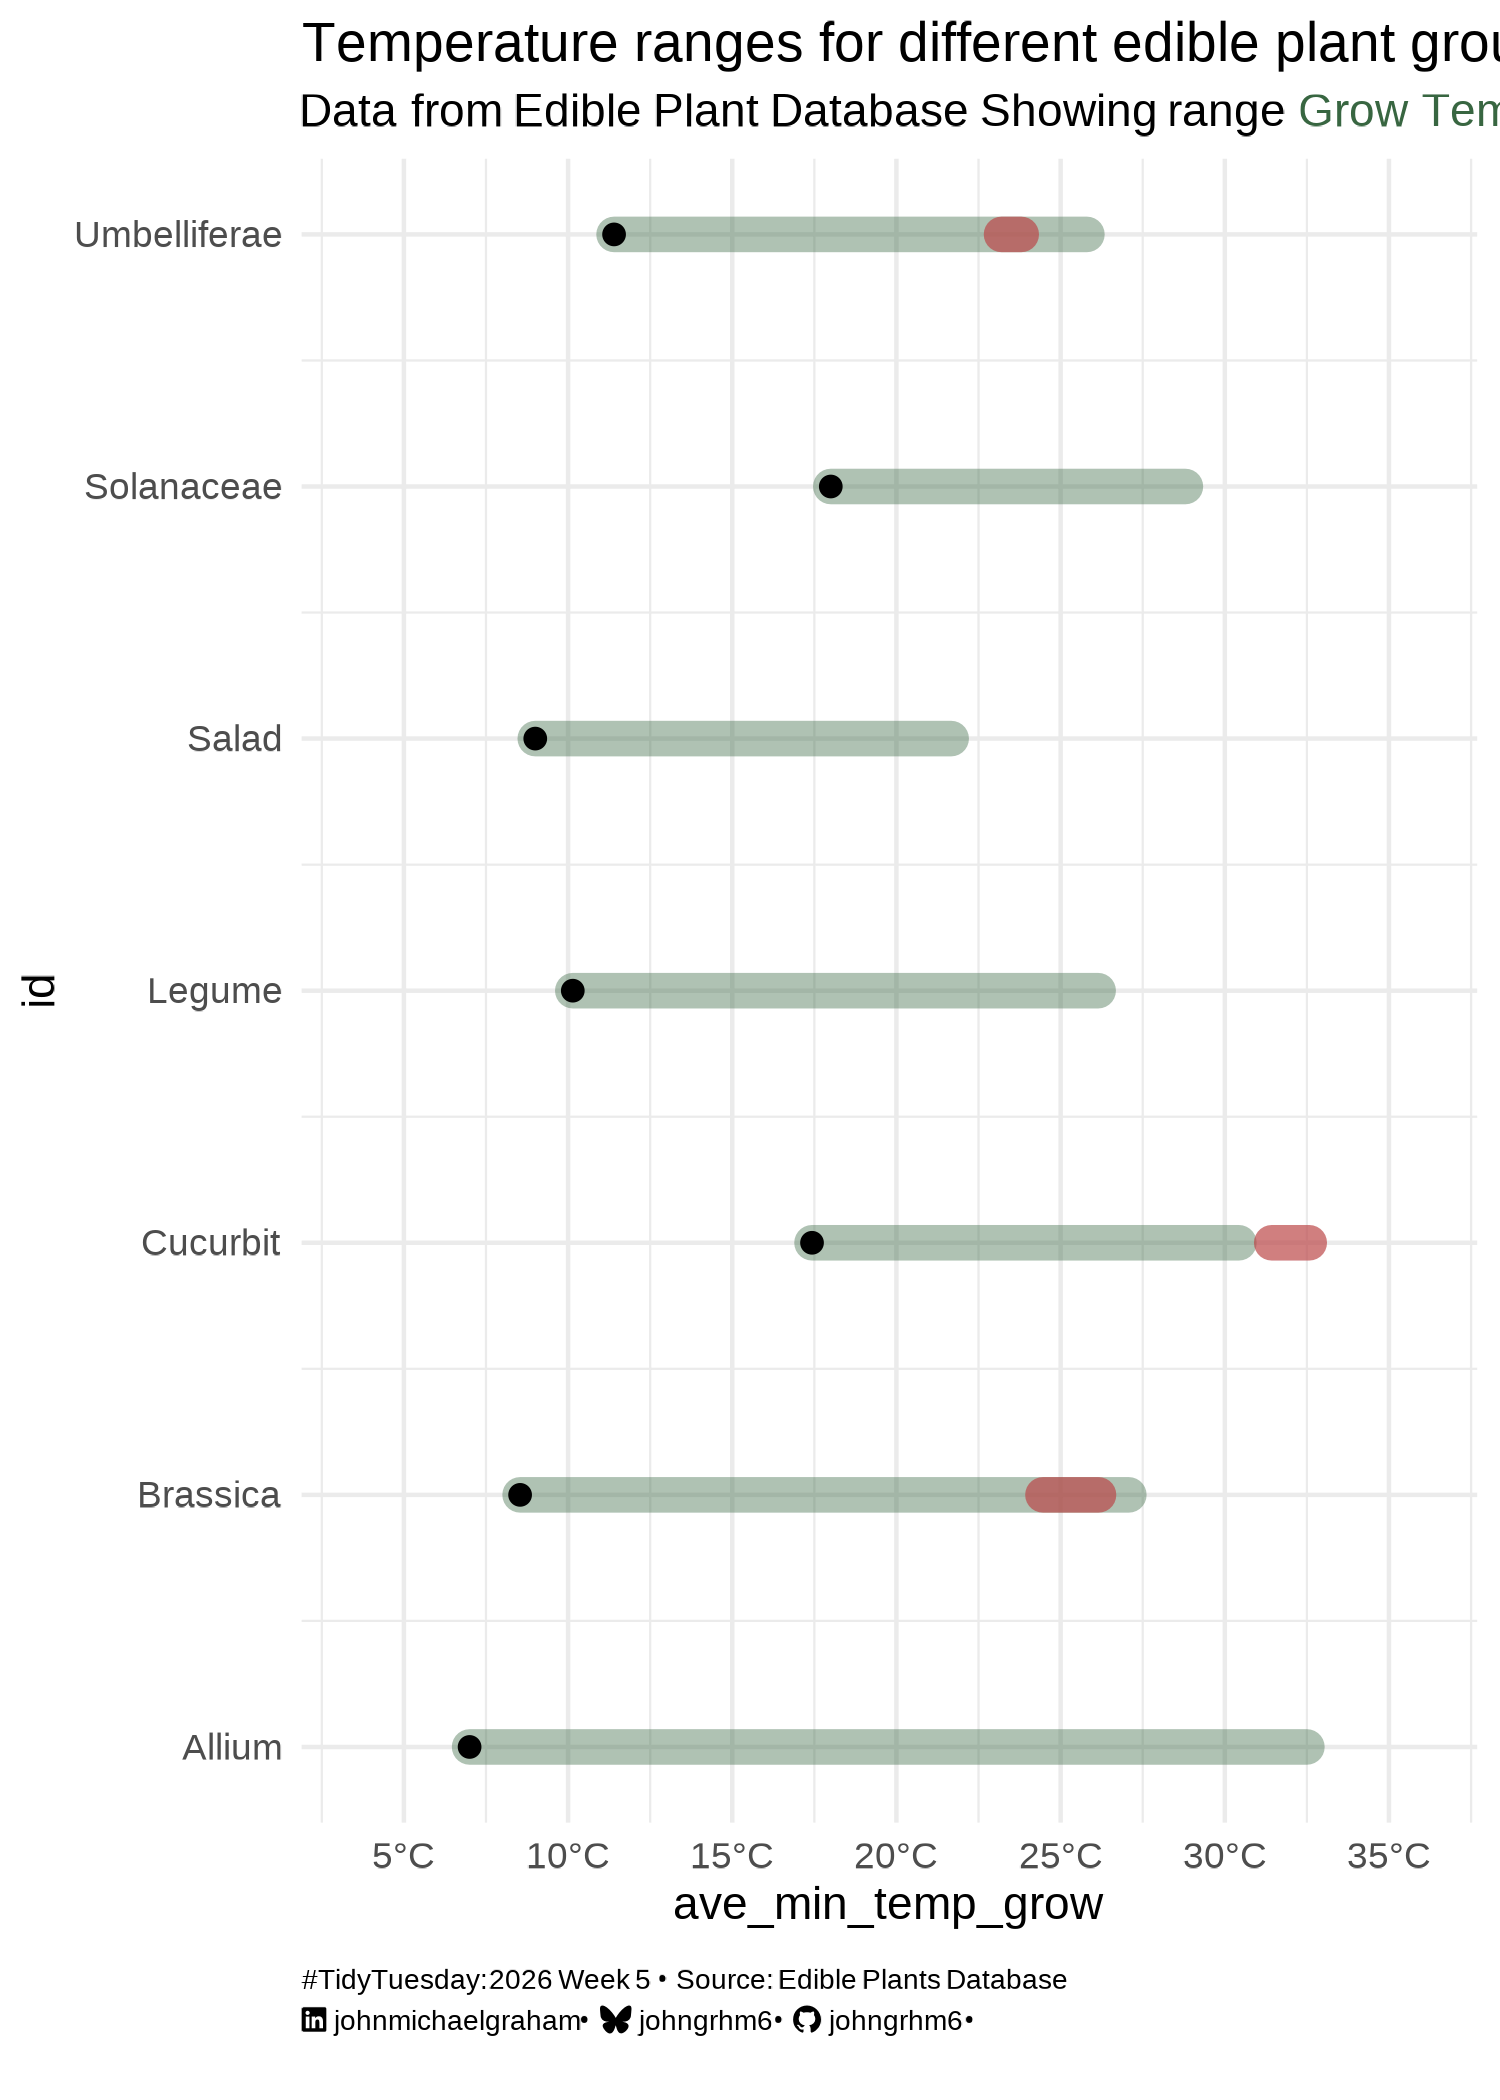 Temperature ranges for different edible plant grou
Data from Edible Plant Database Showing range Grow Tem
Umbelliferae
Solanaceae
Salad
Legume
id
Cucurbit
Brassica
Allium
5°C 10°C 15°C 20°C 25°C 30°C 35°C
ave_min_temp_grow
#TidyTuesday:2026 Week 5 • Source: Edible Plants Database
in johnmichaelgraham• johngrhm6• johngrhm6•